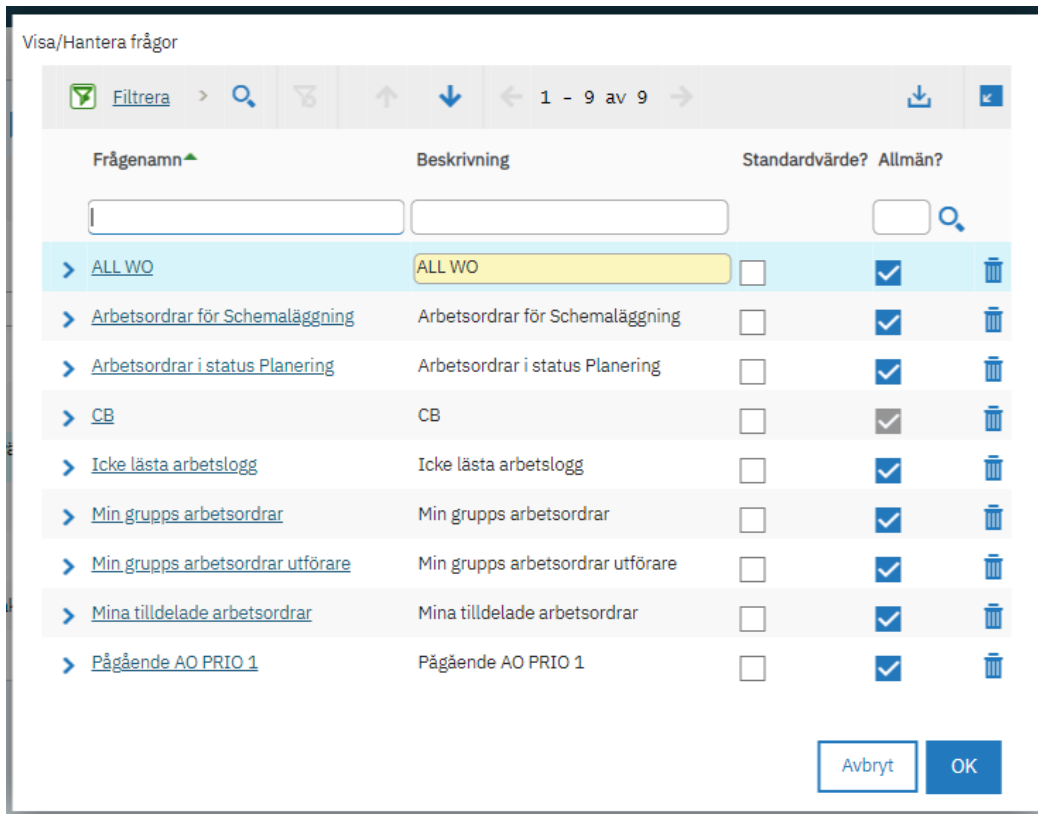 Visa/Hantera frågor
Filtrera > 1 - 9 av 9
Frågenamn Beskrivning Standardvärde? Allmän?
ALL WO ALL WO
Arbetsordrar för Schemaläggning Arbetsordrar för Schemaläggning
Arbetsordrar i status Planering Arbetsordrar i status Planering
CB CB
Icke lästa arbetslogg Icke lästa arbetslogg
Min grupps arbetsordrar Min grupps arbetsordrar
Min grupps arbetsordrar utförare Min grupps arbetsordrar utförare
Mina tilldelade arbetsordrar Mina tilldelade arbetsordrar
Pågående AO PRIO 1 Pågående AO PRIO 1
Avbryt OK